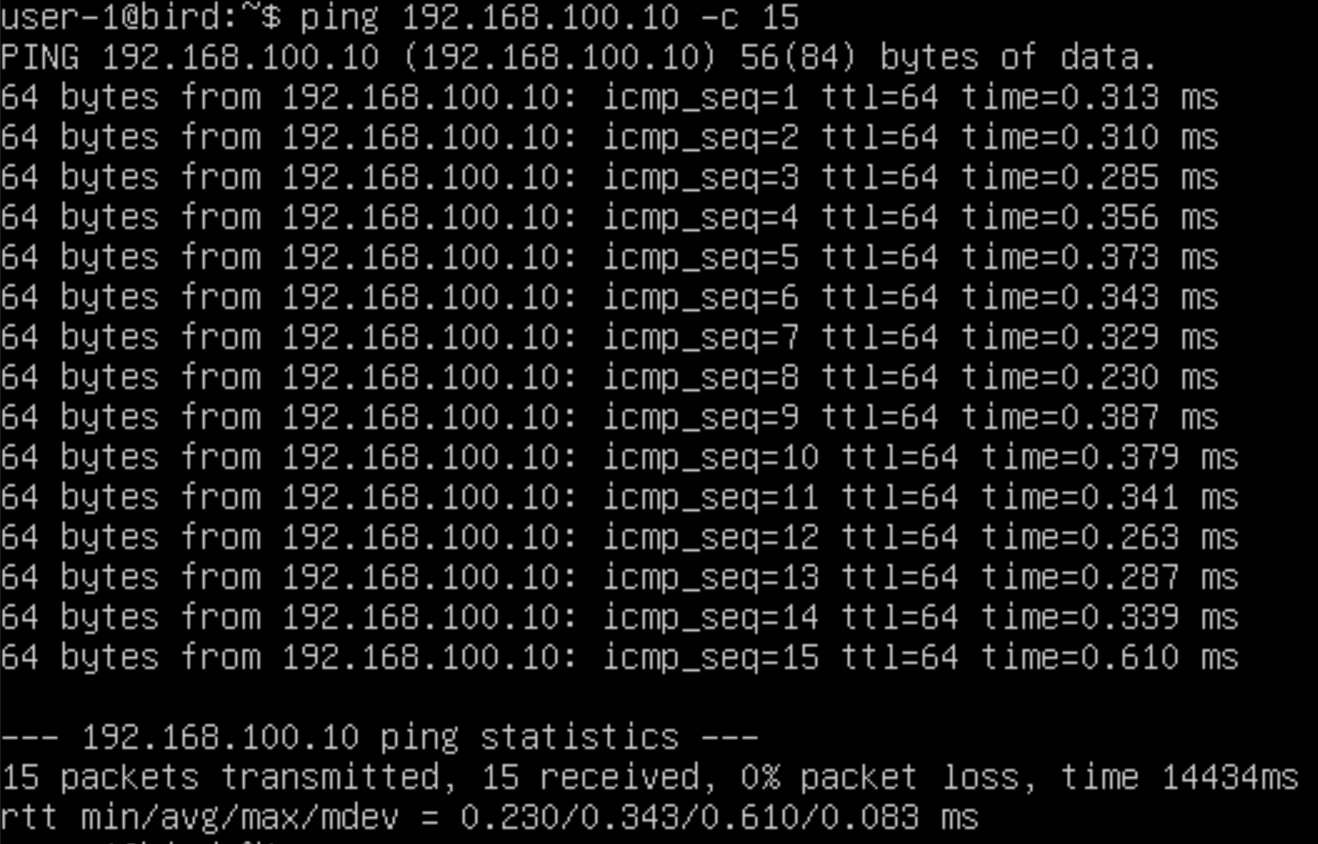 user-1@bird:~$ ping 192.168.100.10 -c 15
PING 192.168.100.10 (192.168.100.10) 56(84) bytes of data.
64 bytes from 192.168.100.10: icmp_seq=1 ttl=64 time=0.313 ms
64 bytes from 192.168.100.10: icmp_seq=2 ttl=64 time=0.310 ms
64 bytes from 192.168.100.10: icmp_seq=3 ttl=64 time=0.285 ms
64 bytes from 192.168.100.10: icmp_seq=4 ttl=64 time=0.356 ms
64 bytes from 192.168.100.10: icmp_seq=5 ttl=64 time=0.373 ms
64 bytes from 192.168.100.10: icmp_seq=6 ttl=64 time=0.343 ms
64 bytes from 192.168.100.10: icmp_seq=7 ttl=64 time=0.329 ms
64 bytes from 192.168.100.10: icmp_seq=8 ttl=64 time=0.230 ms
64 bytes from 192.168.100.10: icmp_seq=9 ttl=64 time=0.387 ms
64 bytes from 192.168.100.10: icmp_seq=10 ttl=64 time=0.379 ms
64 bytes from 192.168.100.10: icmp_seq=11 ttl=64 time=0.341 ms
64 bytes from 192.168.100.10: icmp_seq=12 ttl=64 time=0.263 ms
64 bytes from 192.168.100.10: icmp_seq=13 ttl=64 time=0.287 ms
64 bytes from 192.168.100.10: icmp_seq=14 ttl=64 time=0.339 ms
64 bytes from 192.168.100.10: icmp_seq=15 ttl=64 time=0.610 ms
--- 192.168.100.10 ping statistics ---
15 packets transmitted, 15 received, 0% packet loss, time 14434ms
rtt min/avg/max/mdev = 0.230/0.343/0.610/0.083 ms